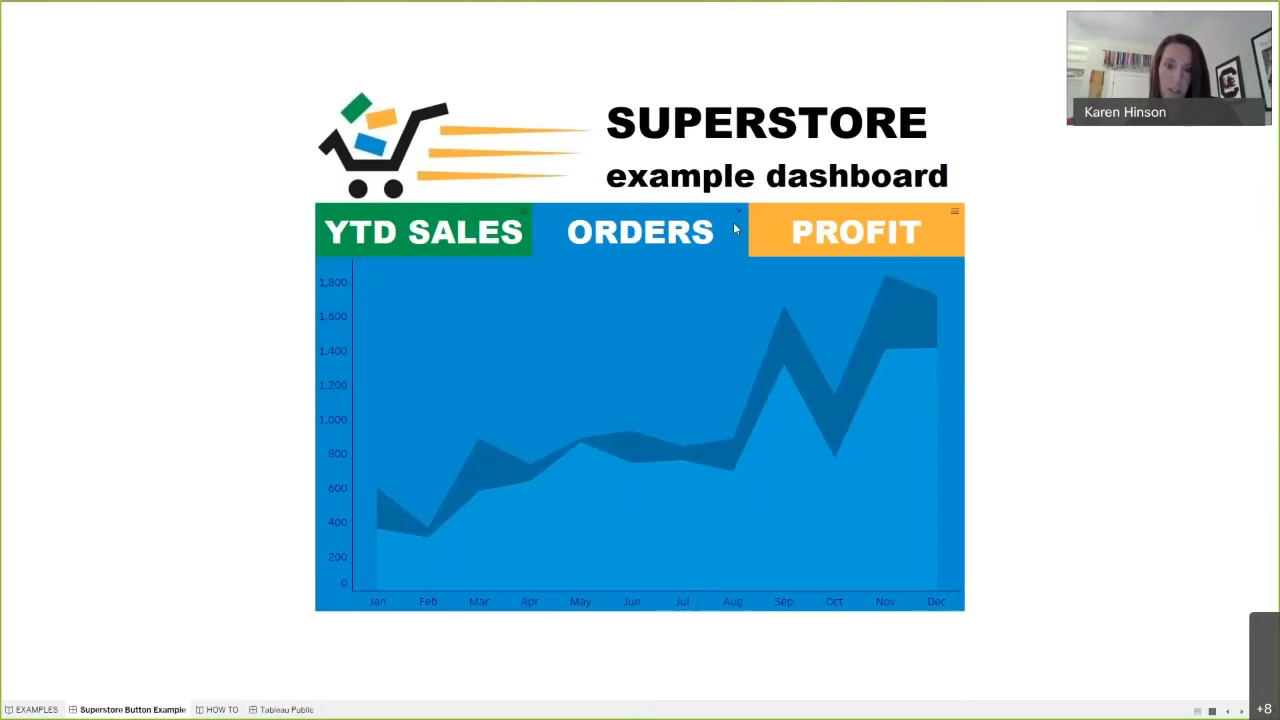 SUPERSTORE
example dashboard
Karen Hinson
YTD SALES ORDERS PROFIT
1,800
1,600
1,400
1,200
1,000
800
600
400
200
0
Jan Feb Mar Apr May Jun Jul Aug Sep Oct Nov Dec
EXAMPLES Superstore Button Example HOW TO Tableau Public
+8